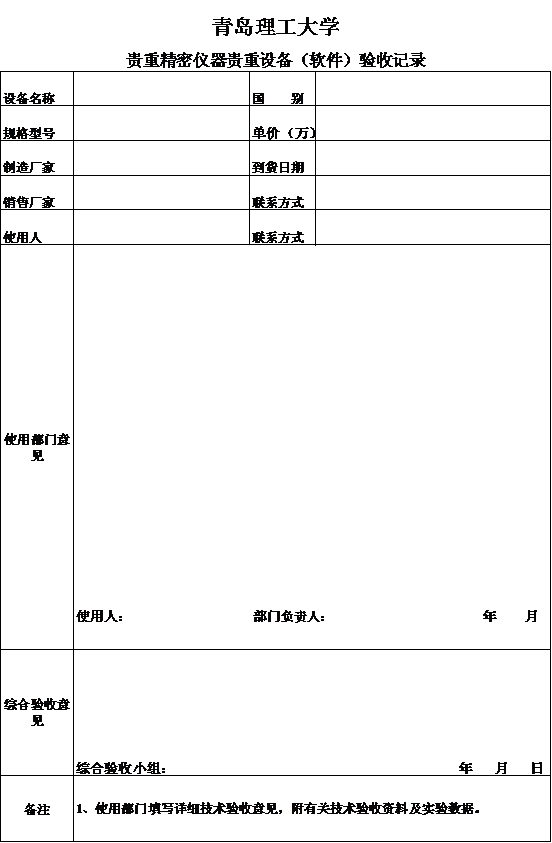 青岛理工大学
贵重精密仪器贵重设备（软件）验收记录
设备名称 国 别
规格型号 单价（万）
制造厂家 到货日期
销售厂家 联系方式
使用人 联系方式
使用部门意
见
使用人： 部门负责人： 年 月
综合验收意
见
综合验收小组： 年 月 日
备注 1、使用部门填写详细技术验收意见，附有关技术验收资料及实验数据。